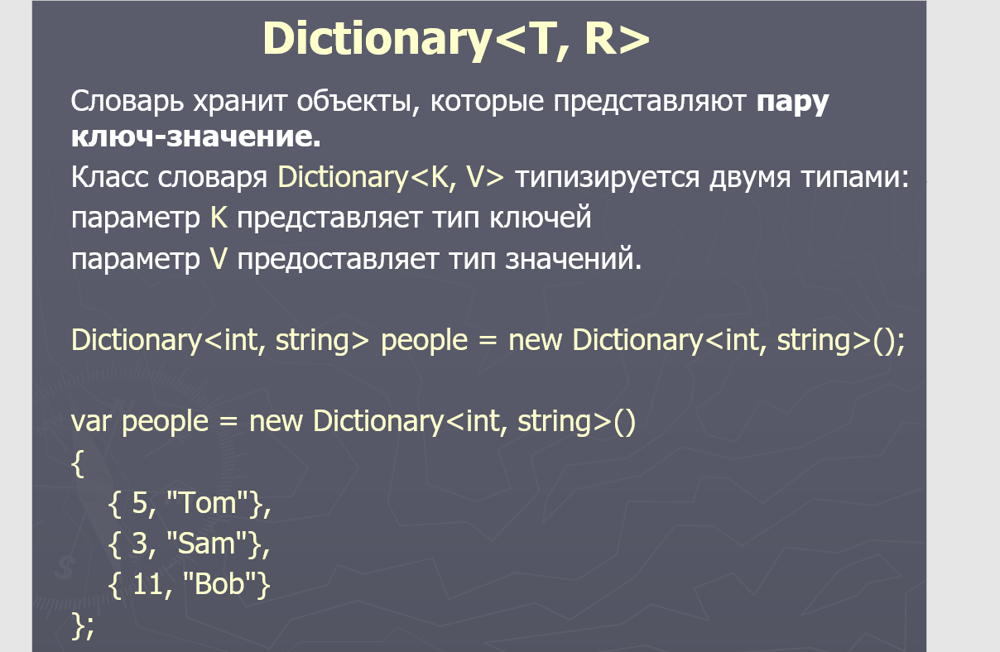 Dictionary<T, R>
Словарь хранит объекты, которые представляют пару
ключ-значение.
Класс словаря Dictionary<K, V> типизируется двумя типами:
параметр K представляет тип ключей
параметр V предоставляет тип значений.
Dictionary<int, string> people = new Dictionary<int, string>();
var people = new Dictionary<int, string>()
{
{ 5, "Tom"},
{ 3, "Sam"},
{ 11, "Bob"}
};
S